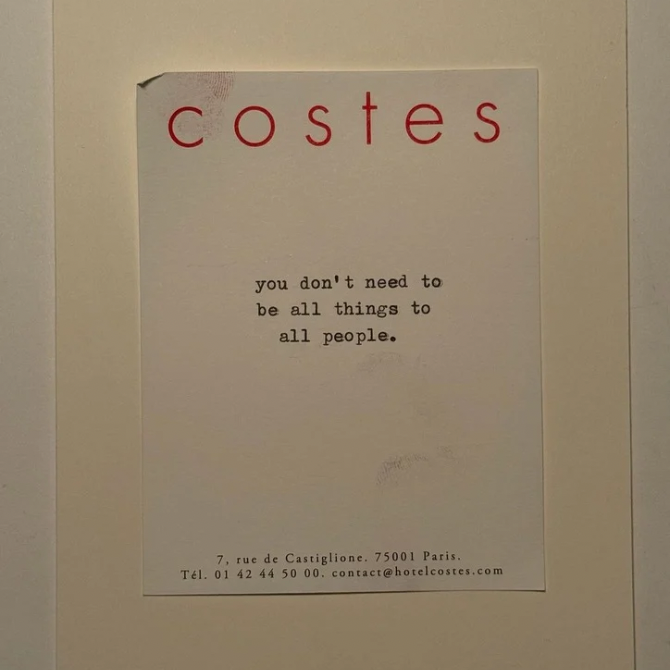 costes
you don't need to
be all things to
all people.
7, rue de Castiglione. 75001 Paris.
Tél. 01 42 44 50 00. contact@hotelcostes.com